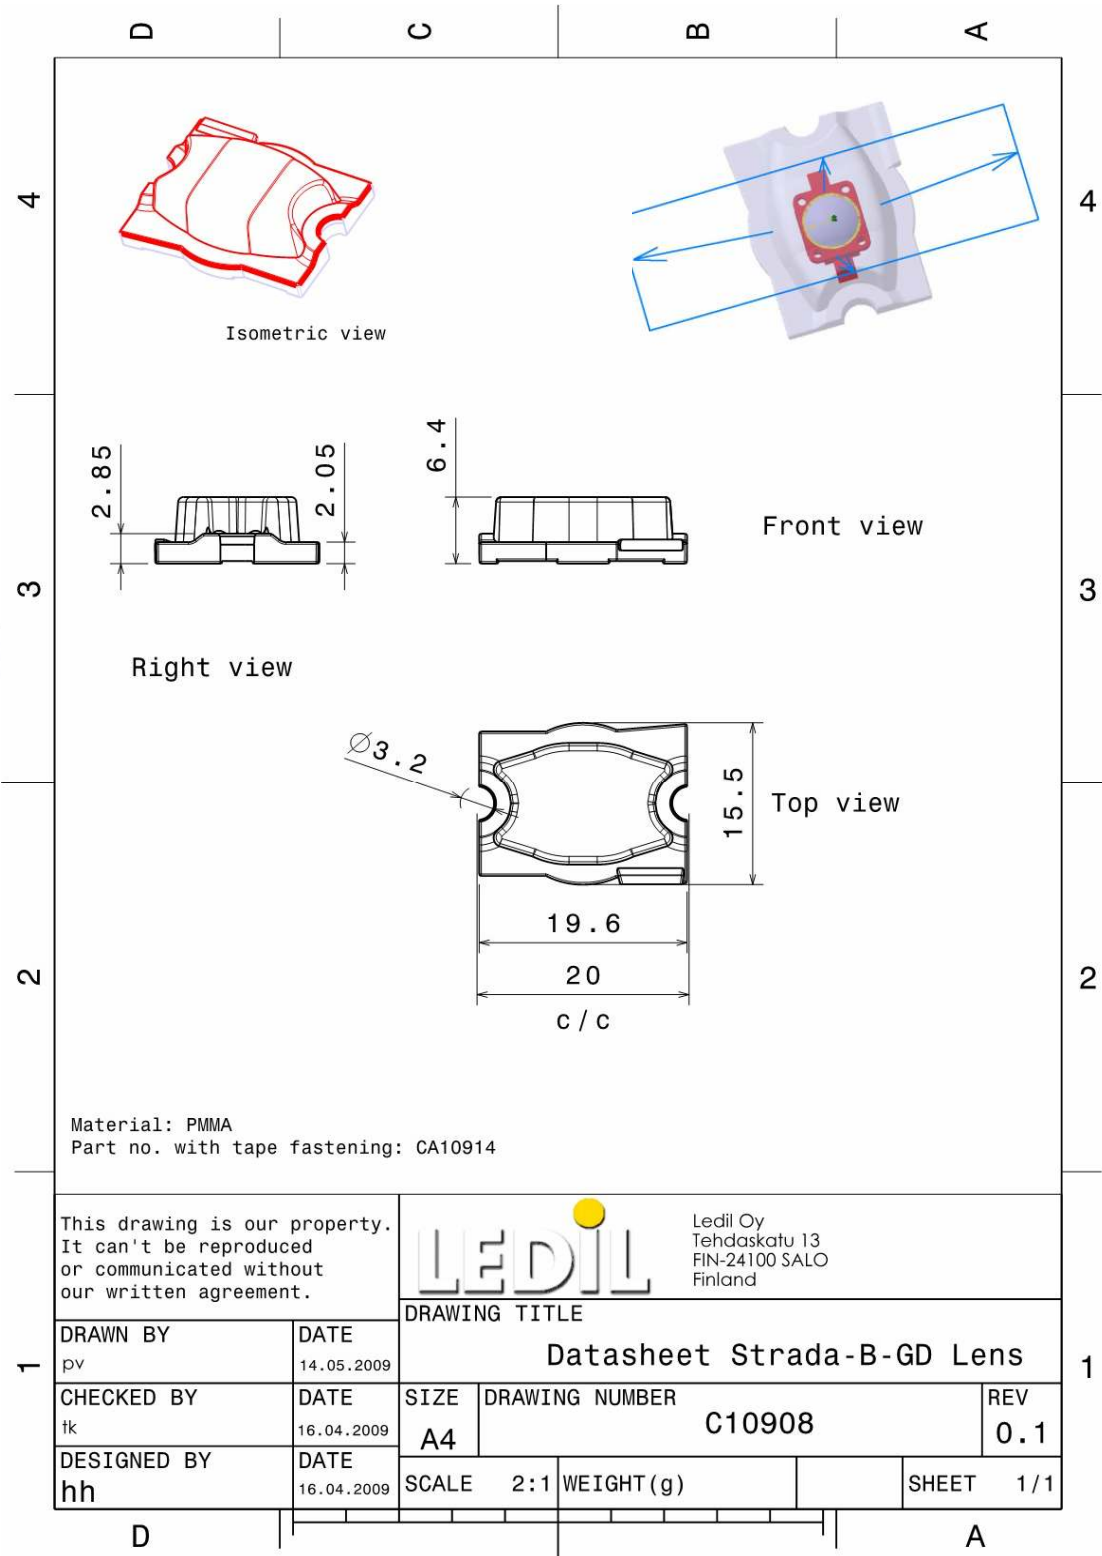 D
C
B
A
4
4
Isometric view
2.85
2.05
6.4
Front view
3
3
Right view
Ø3.2
15.5
Top view
19.6
20
c/c
2
2
Material: PMMA
Part no. with tape fastening: CA10914
This drawing is our property.
It can't be reproduced
or communicated without
our written agreement.
LEDiL
Ledil Oy
Tehdaskatu 13
FIN-24100 SALO
Finland
DRAWING TITLE
Datasheet Strada-B-GD Lens
DRAWN BY
pv
DATE
14.05.2009
1
1
CHECKED BY
tk
DATE
16.04.2009
SIZE
A4
DRAWING NUMBER
C10908
REV
0.1
DESIGNED BY
hh
DATE
16.04.2009
SCALE 2:1
WEIGHT(g)
SHEET 1/1
D
A